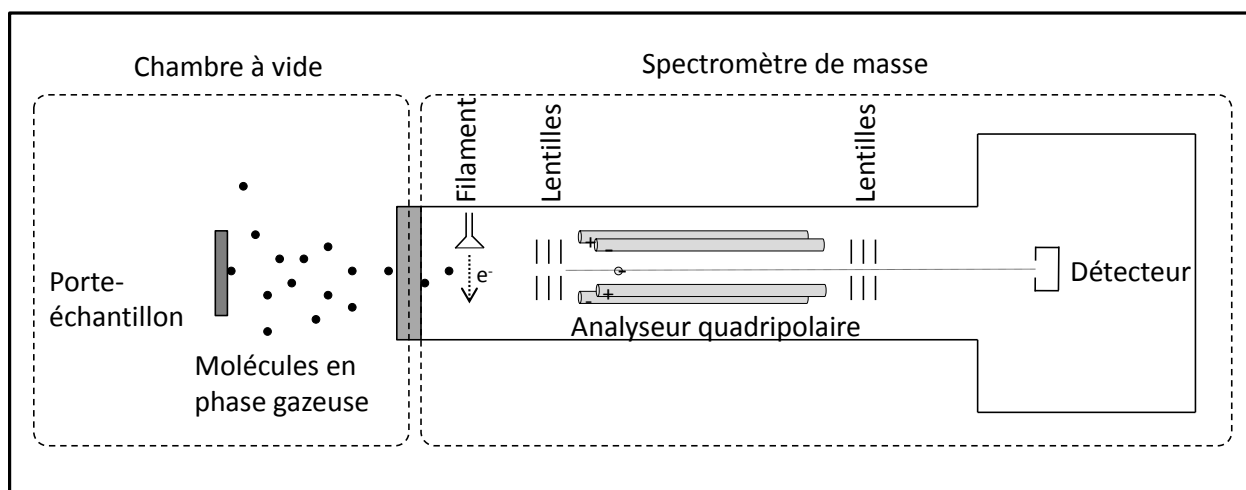 Chambre à vide
Spectromètre de masse
Filament
Lentilles
Lentilles
e-
+
-
+
-
Porte-
échantillon
Molécules en
phase gazeuse
Analyseur quadripolaire
Détecteur